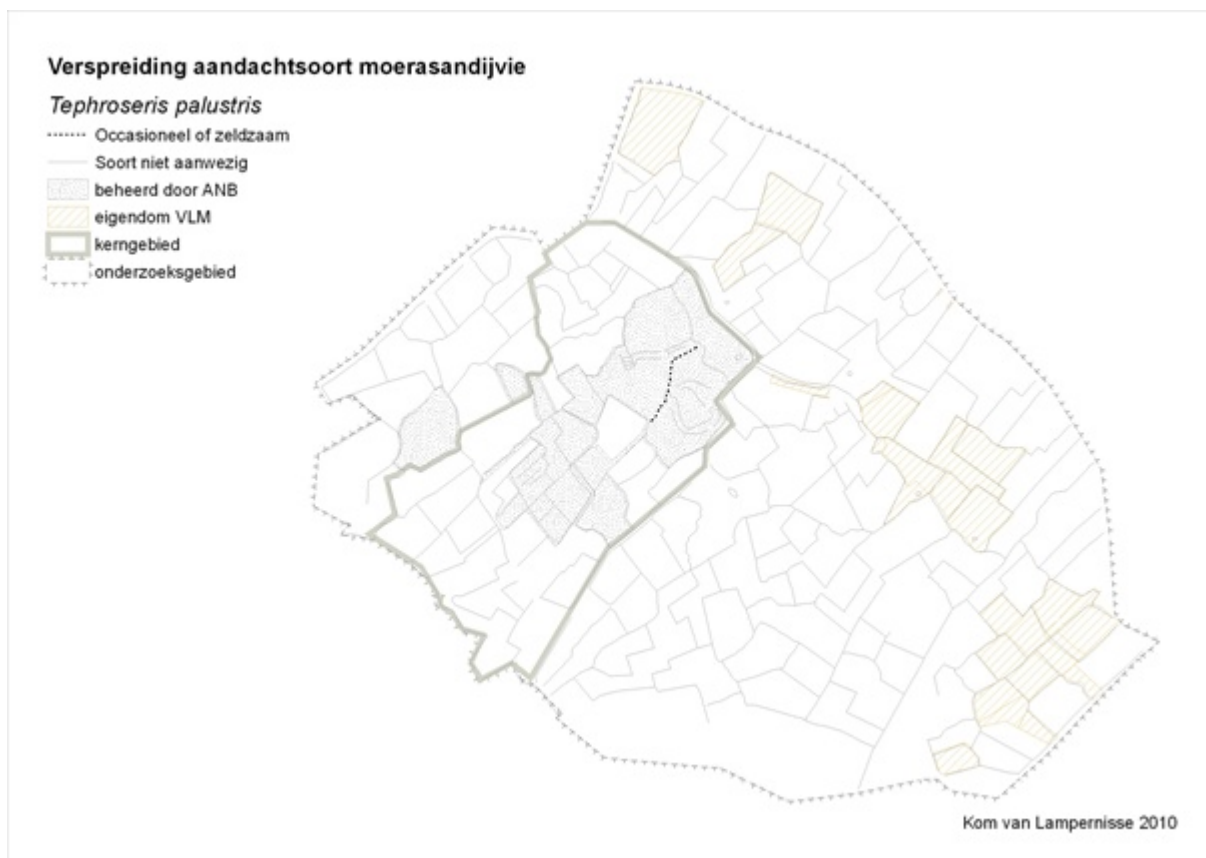 Verspreiding aandachtsoort moerasandijvie
Tephroseris palustris
Occasioneel of zeldzaam
Soort niet aanwezig
beheerd door ANB
eigendom VLM
kerngebied
onderzoeksgebied
Kom van Lampernisse 2010